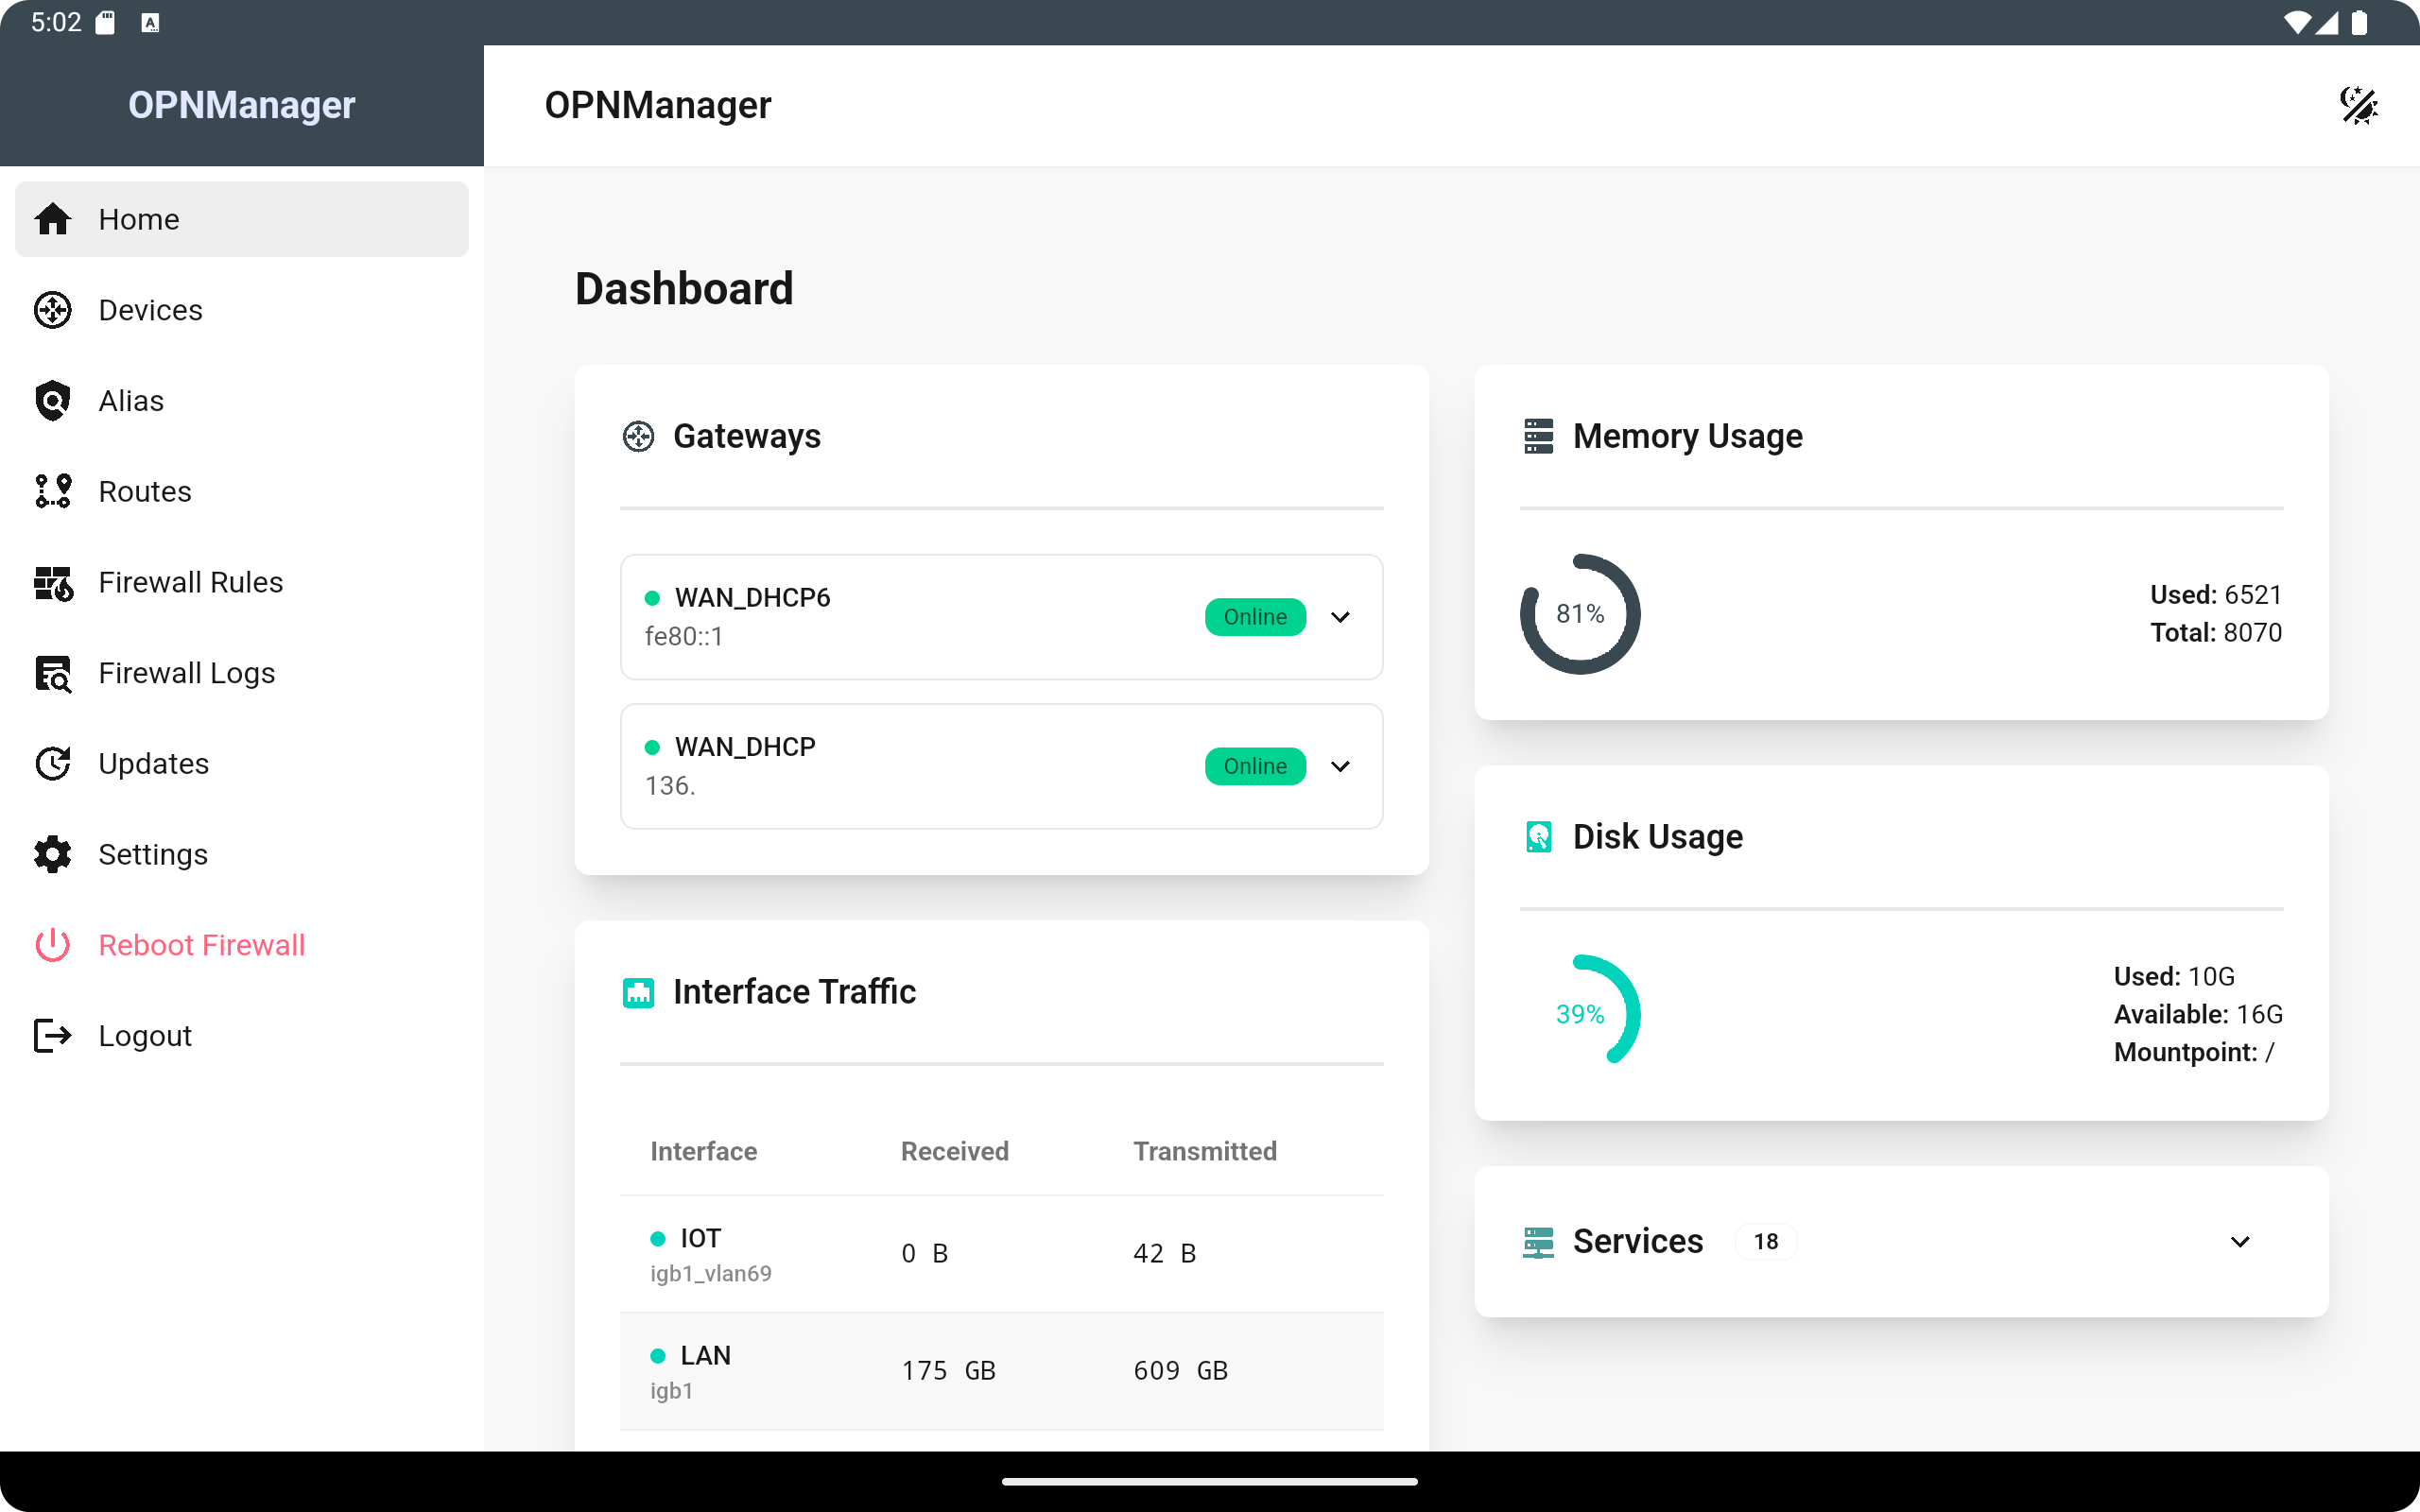 5:02
OPNManager
OPNManager
Home
Devices
Alias
Routes
Firewall Rules
Firewall Logs
Updates
Settings
Reboot Firewall
Logout
Dashboard
Gateways
WAN_DHCP6
fe80::1
Online
WAN_DHCP
136.
Online
Interface Traffic
Interface Received Transmitted
IOT
igb1_vlan69
0 B 42 B
LAN
igb1
175 GB 609 GB
Memory Usage
81%
Used: 6521
Total: 8070
Disk Usage
39%
Used: 10G
Available: 16G
Mountpoint: /
Services 18